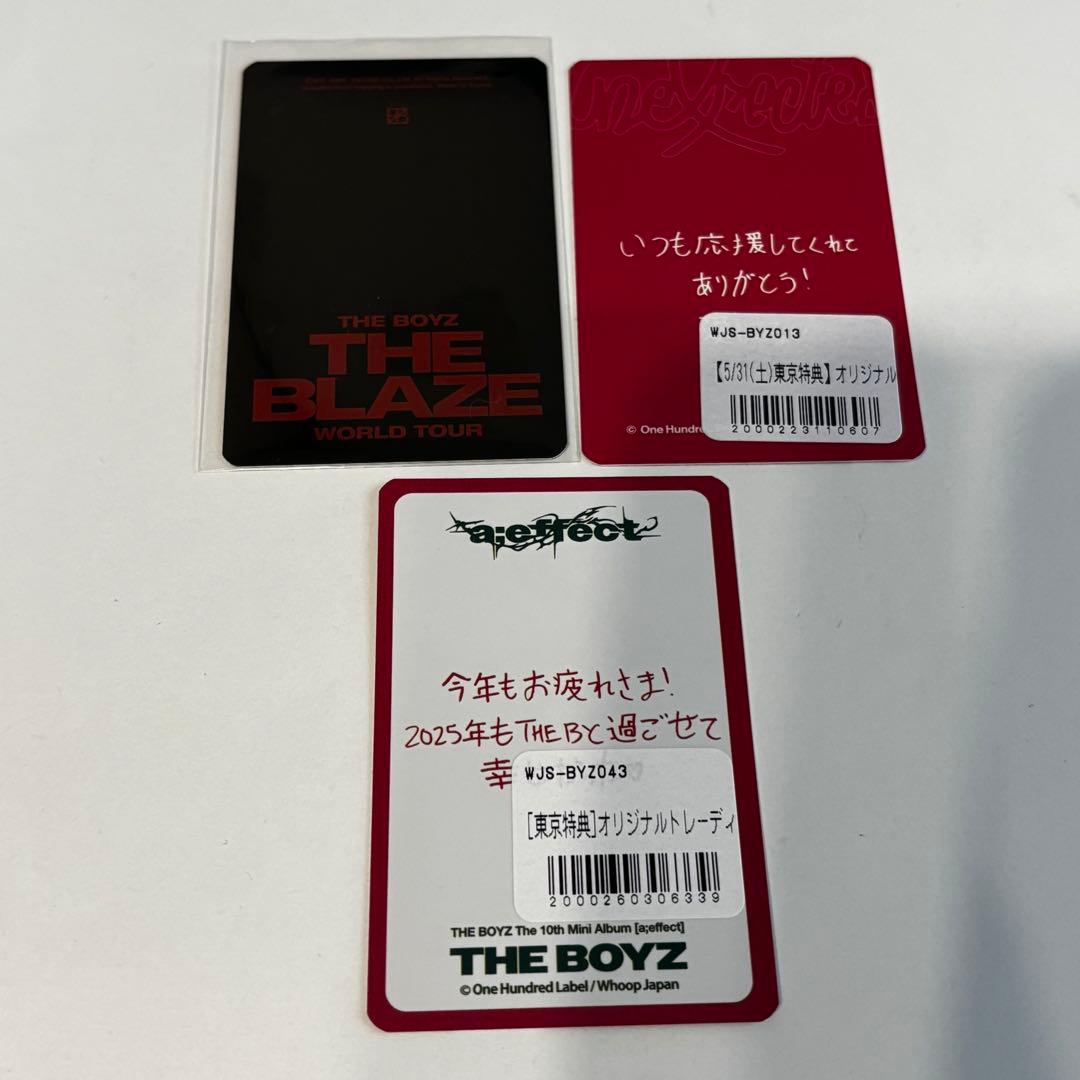 THE BOYZ
THE
BLAZE
WORLD TOUR
いつも応援してくれて
ありがとう!
WJS-BYZ013
【5/31(土)東京特典】オリジナル
2000223110607
© One Hundre
a;effect
今年もお疲れさま!
2025年もTHE Bと過ごせて
幸
WJS-BYZ043
[東京特典]オリジナルトレーディ
2000260306339
THE BOYZ The 10th Mini Album [a;effect]
THE BOYZ
© One Hundred Label / Whoop Japan